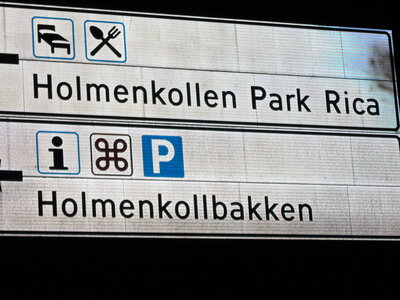 Holmenkollen Park Rica
i ⌘ P
Holmenkollbakken